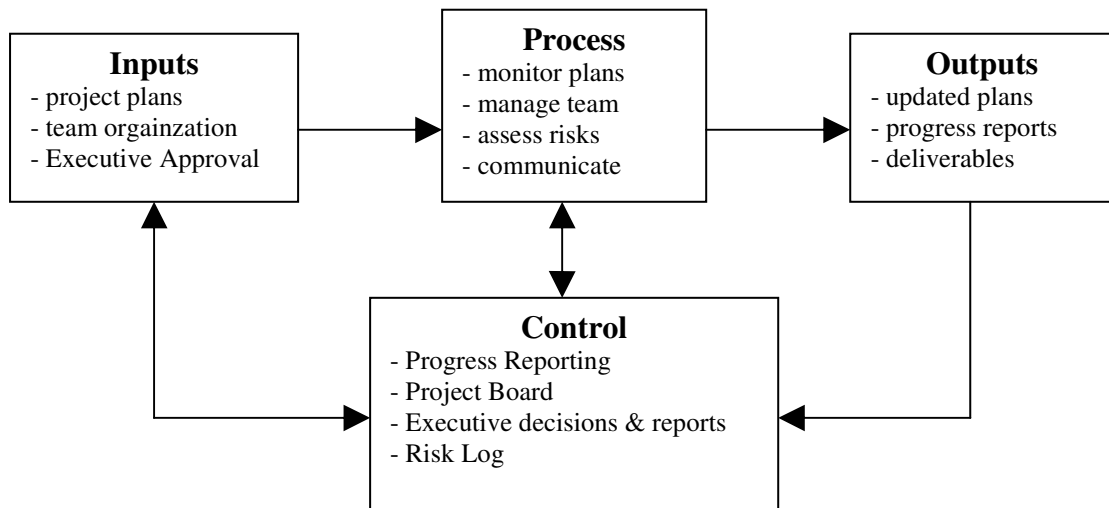 Inputs
- project plans
- team orgainzation
- Executive Approval
Process
- monitor plans
- manage team
- assess risks
- communicate
Outputs
- updated plans
- progress reports
- deliverables
Control
- Progress Reporting
- Project Board
- Executive decisions & reports
- Risk Log